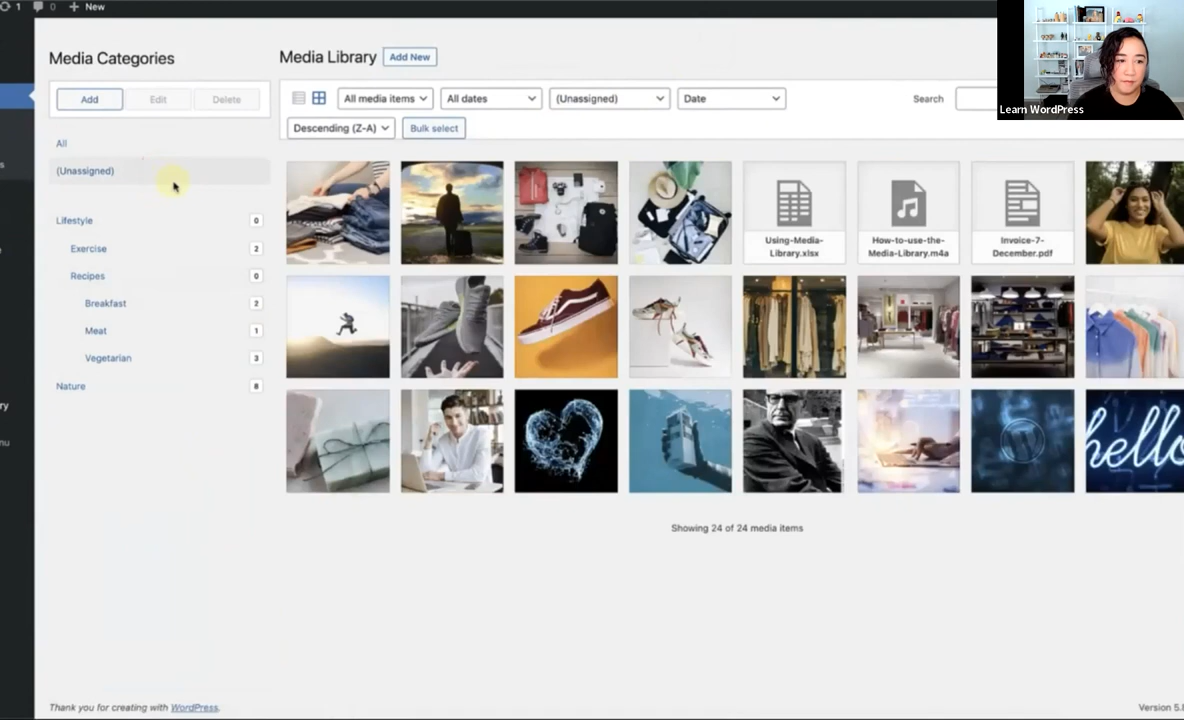 1 0 + New
Learn WordPress
Media Categories
Add Edit Delete
All
(Unassigned)
Lifestyle 0
Exercise 2
Recipes 0
Breakfast 2
Meat 1
Vegetarian 3
Nature 8
Media Library Add New
All media items All dates (Unassigned) Date Search
Descending (Z-A) Bulk select
Using-Media-
Library.xlsx
How-to-use-the-
Media-Library.m4a
Invoice-7-
December.pdf
hello
Showing 24 of 24 media items
Thank you for creating with WordPress.
Version 5.8